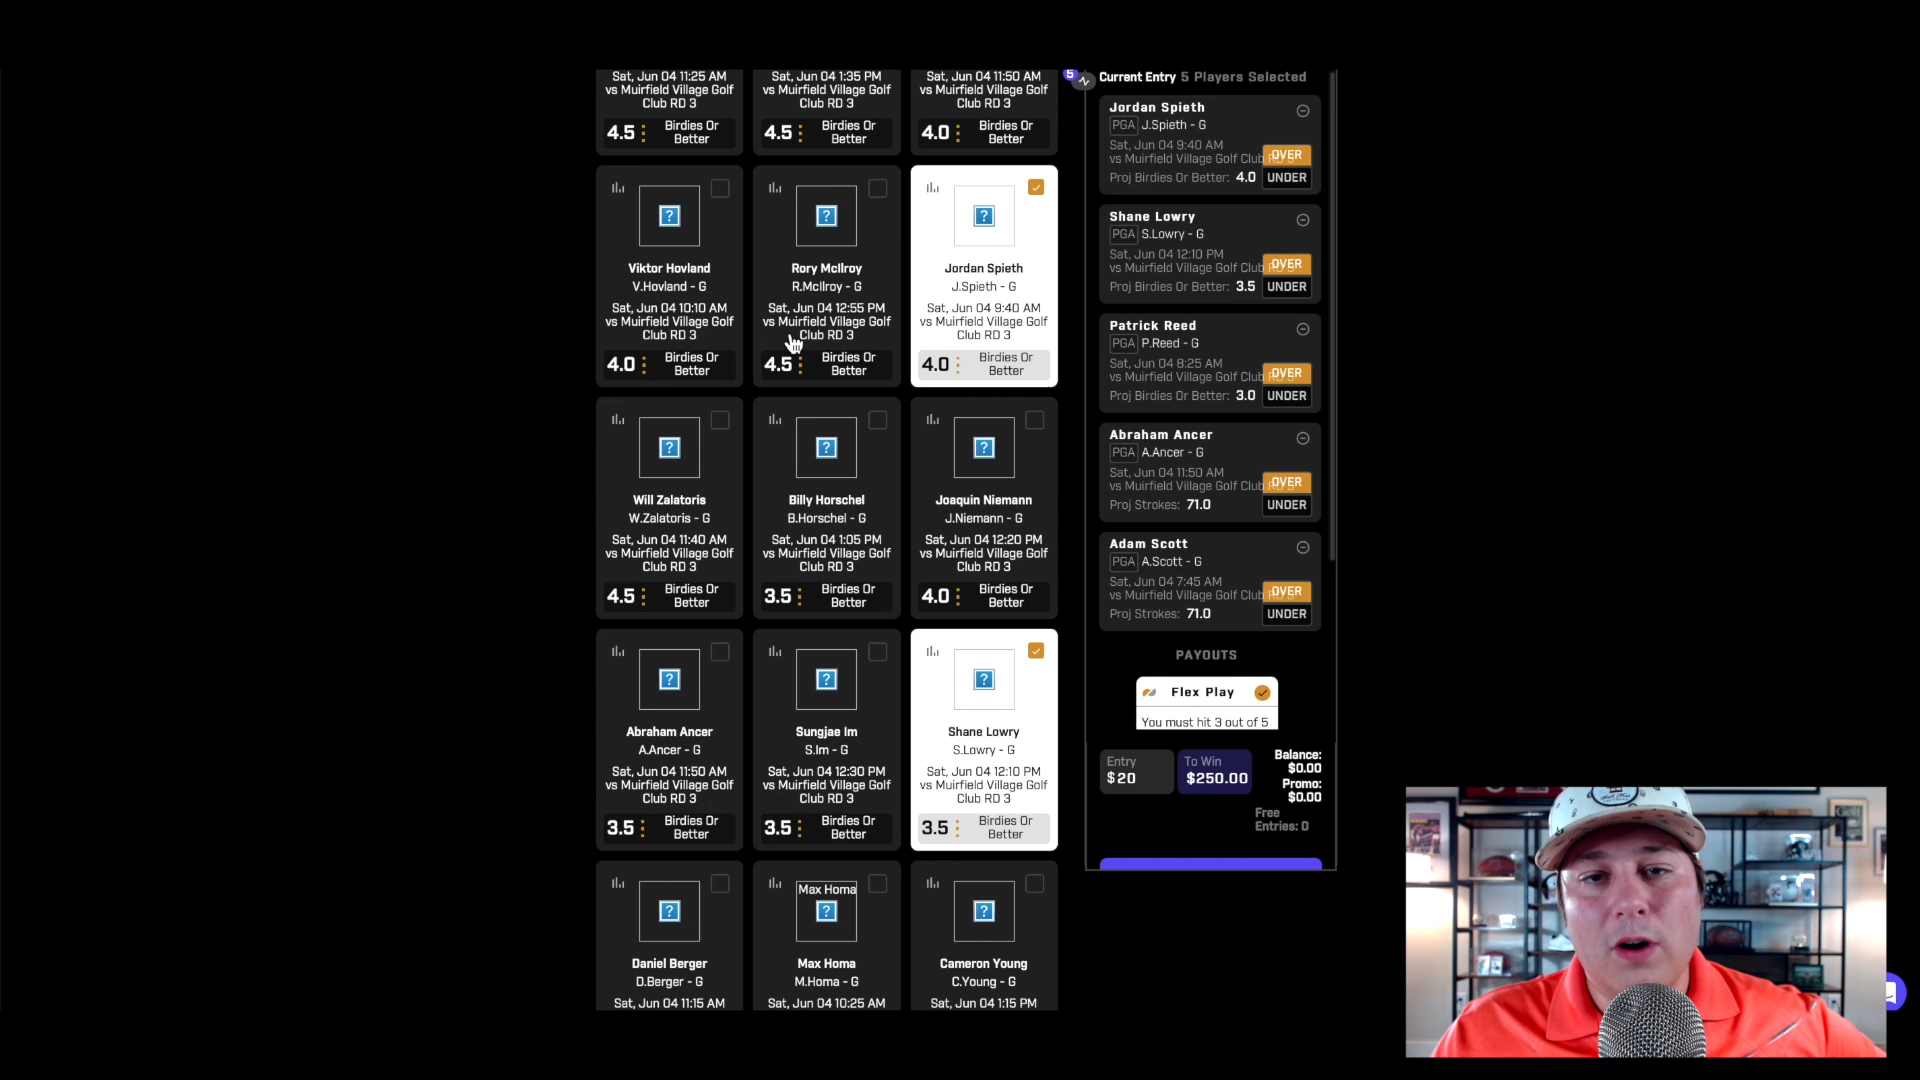 Sat, Jun 04 11:25 AM
vs Muirfield Village Golf
Club RD 3
4.5
Birdies Or
Better
Sat, Jun 04 1:35 PM
vs Muirfield Village Golf
Club RD 3
4.5
Birdies Or
Better
Sat, Jun 04 11:50 AM
vs Muirfield Village Golf
Club RD 3
4.0
Birdies Or
Better
Viktor Hovland
V.Hovland - G
Sat, Jun 04 10:10 AM
vs Muirfield Village Golf
Club RD 3
4.0
Birdies Or
Better
Rory McIlroy
R.McIlroy - G
Sat, Jun 04 12:55 PM
vs Muirfield Village Golf
Club RD 3
4.5
Birdies Or
Better
Jordan Spieth
J.Spieth - G
Sat, Jun 04 9:40 AM
vs Muirfield Village Golf
Club RD 3
4.0
Birdies Or
Better
Will Zalatoris
W.Zalatoris - G
Sat, Jun 04 11:40 AM
vs Muirfield Village Golf
Club RD 3
4.5
Birdies Or
Better
Billy Horschel
B.Horschel - G
Sat, Jun 04 1:05 PM
vs Muirfield Village Golf
Club RD 3
3.5
Birdies Or
Better
Joaquin Niemann
J.Niemann - G
Sat, Jun 04 12:20 PM
vs Muirfield Village Golf
Club RD 3
4.0
Birdies Or
Better
Abraham Ancer
A.Ancer - G
Sat, Jun 04 11:50 AM
vs Muirfield Village Golf
Club RD 3
3.5
Birdies Or
Better
Sungjae Im
S.Im - G
Sat, Jun 04 12:30 PM
vs Muirfield Village Golf
Club RD 3
3.5
Birdies Or
Better
Shane Lowry
S.Lowry - G
Sat, Jun 04 12:10 PM
vs Muirfield Village Golf
Club RD 3
3.5
Birdies Or
Better
Daniel Berger
D.Berger - G
Sat, Jun 04 11:15 AM
Max Homa
Max Homa
M.Homa - G
Sat, Jun 04 10:25 AM
Cameron Young
C.Young - G
Sat, Jun 04 1:15 PM
5
Current Entry 5 Players Selected
Jordan Spieth
PGA J.Spieth - G
Sat, Jun 04 9:40 AM
vs Muirfield Village Golf Club
OVER
Proj Birdies Or Better: 4.0
UNDER
Shane Lowry
PGA S.Lowry - G
Sat, Jun 04 12:10 PM
vs Muirfield Village Golf Club
OVER
Proj Birdies Or Better: 3.5
UNDER
Patrick Reed
PGA P.Reed - G
Sat, Jun 04 8:25 AM
vs Muirfield Village Golf Club
OVER
Proj Birdies Or Better: 3.0
UNDER
Abraham Ancer
PGA A.Ancer - G
Sat, Jun 04 11:50 AM
vs Muirfield Village Golf Club
OVER
Proj Strokes: 71.0
UNDER
Adam Scott
PGA A.Scott - G
Sat, Jun 04 7:45 AM
vs Muirfield Village Golf Club
OVER
Proj Strokes: 71.0
UNDER
PAYOUTS
Flex Play
You must hit 3 out of 5
Entry
$20
To Win
$250.00
Balance:
$0.00
Promo:
$0.00
Free
Entries: 0